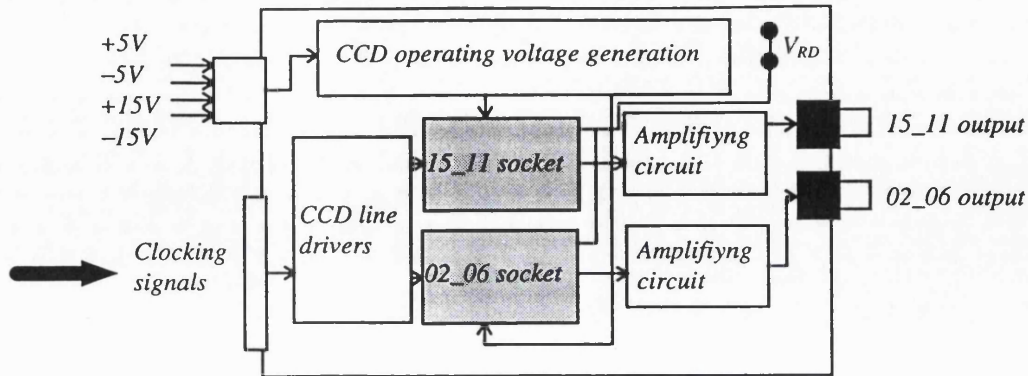 +5V
–5V
+15V
–15V
CCD operating voltage generation
V_RD
15_11 socket
Amplifiyng
circuit
15_11 output
CCD line
drivers
02_06 output
Clocking
signals
02_06 socket
Amplifiyng
circuit